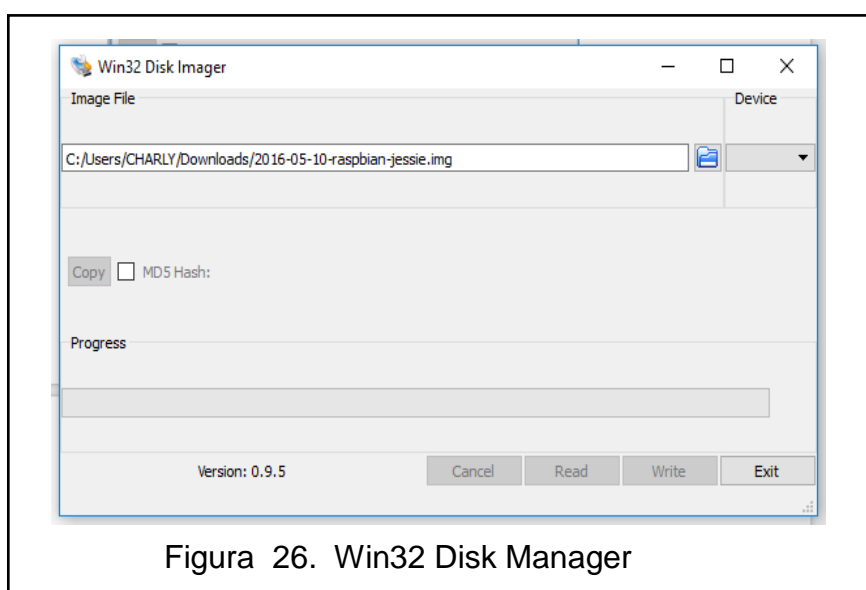 Win32 Disk Imager
Image File
Device
C:/Users/CHARLY/Downloads/2016-05-10-raspbian-jessie.img
Copy
MD5 Hash:
Progress
Version: 0.9.5
Cancel
Read
Write
Exit
Figura 26. Win32 Disk Manager